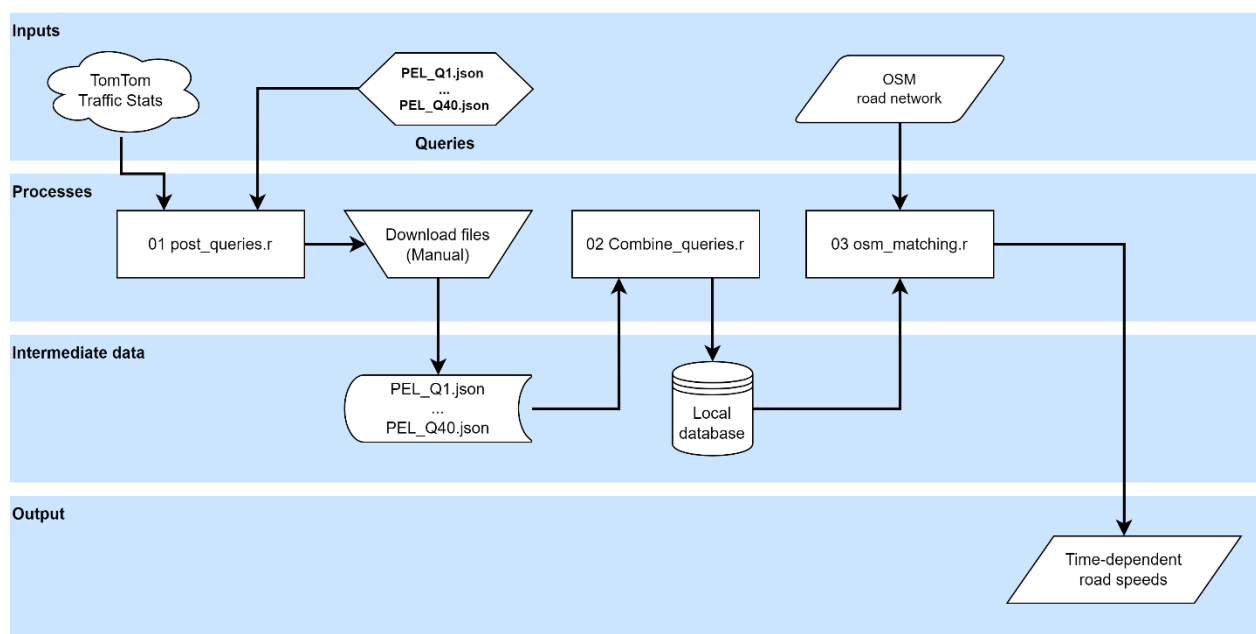 Inputs
TomTom
Traffic Stats
PEL_Q1.json
...
PEL_Q40.json
Queries
OSM
road network
Processes
01 post_queries.r
Download files
(Manual)
02 Combine_queries.r
03 osm_matching.r
Intermediate data
PEL_Q1.json
...
PEL_Q40.json
Local
database
Output
Time-dependent
road speeds